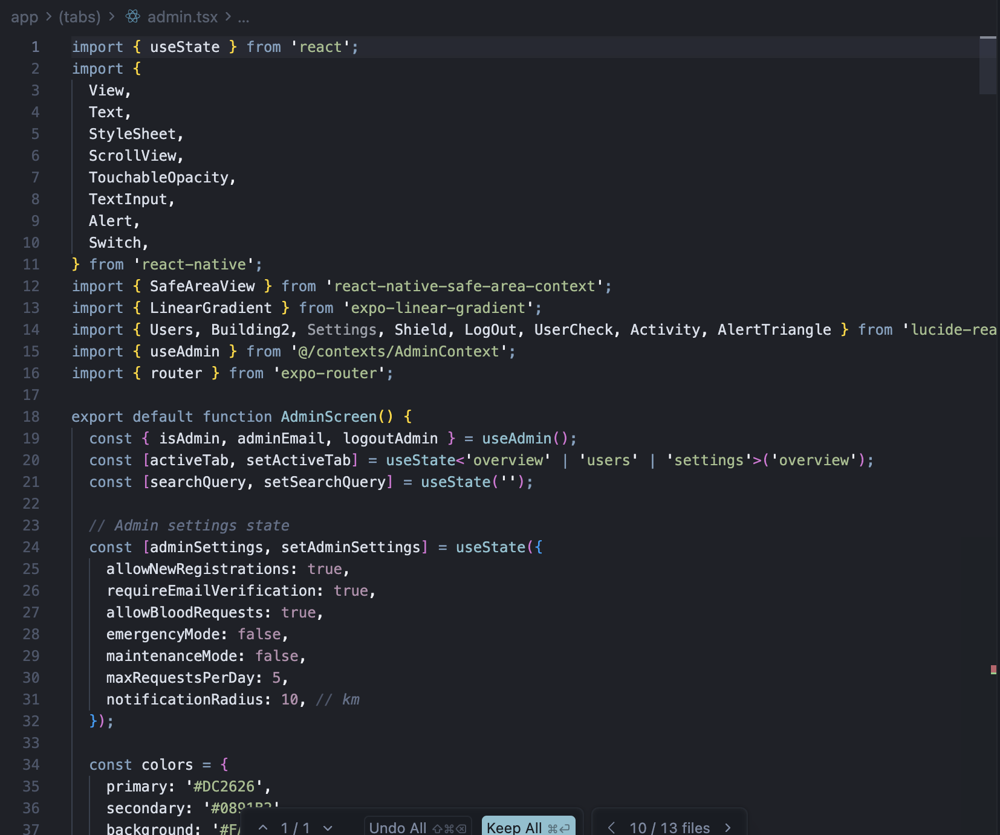 app > (tabs) > admin.tsx > ...
1 import { useState } from 'react';
2 import {
3 View,
4 Text,
5 StyleSheet,
6 ScrollView,
7 TouchableOpacity,
8 TextInput,
9 Alert,
10 Switch,
11 } from 'react-native';
12 import { SafeAreaView } from 'react-native-safe-area-context';
13 import { LinearGradient } from 'expo-linear-gradient';
14 import { Users, Building2, Settings, Shield, LogOut, UserCheck, Activity, AlertTriangle } from 'lucide-rea
15 import { useAdmin } from '@/contexts/AdminContext';
16 import { router } from 'expo-router';
17
18 export default function AdminScreen() {
19 const { isAdmin, adminEmail, logoutAdmin } = useAdmin();
20 const [activeTab, setActiveTab] = useState<'overview' | 'users' | 'settings'>('overview');
21 const [searchQuery, setSearchQuery] = useState('');
22
23 // Admin settings state
24 const [adminSettings, setAdminSettings] = useState({
25 allowNewRegistrations: true,
26 requireEmailVerification: true,
27 allowBloodRequests: true,
28 emergencyMode: false,
29 maintenanceMode: false,
30 maxRequestsPerDay: 5,
31 notificationRadius: 10, // km
32 });
33
34 const colors = {
35 primary: '#DC2626',
36 secondary: '#0891B2'
37 background: '#FA
1 / 1 Undo All ⇧⌘⌫ Keep All ⌘⏎ < 10 / 13 files >